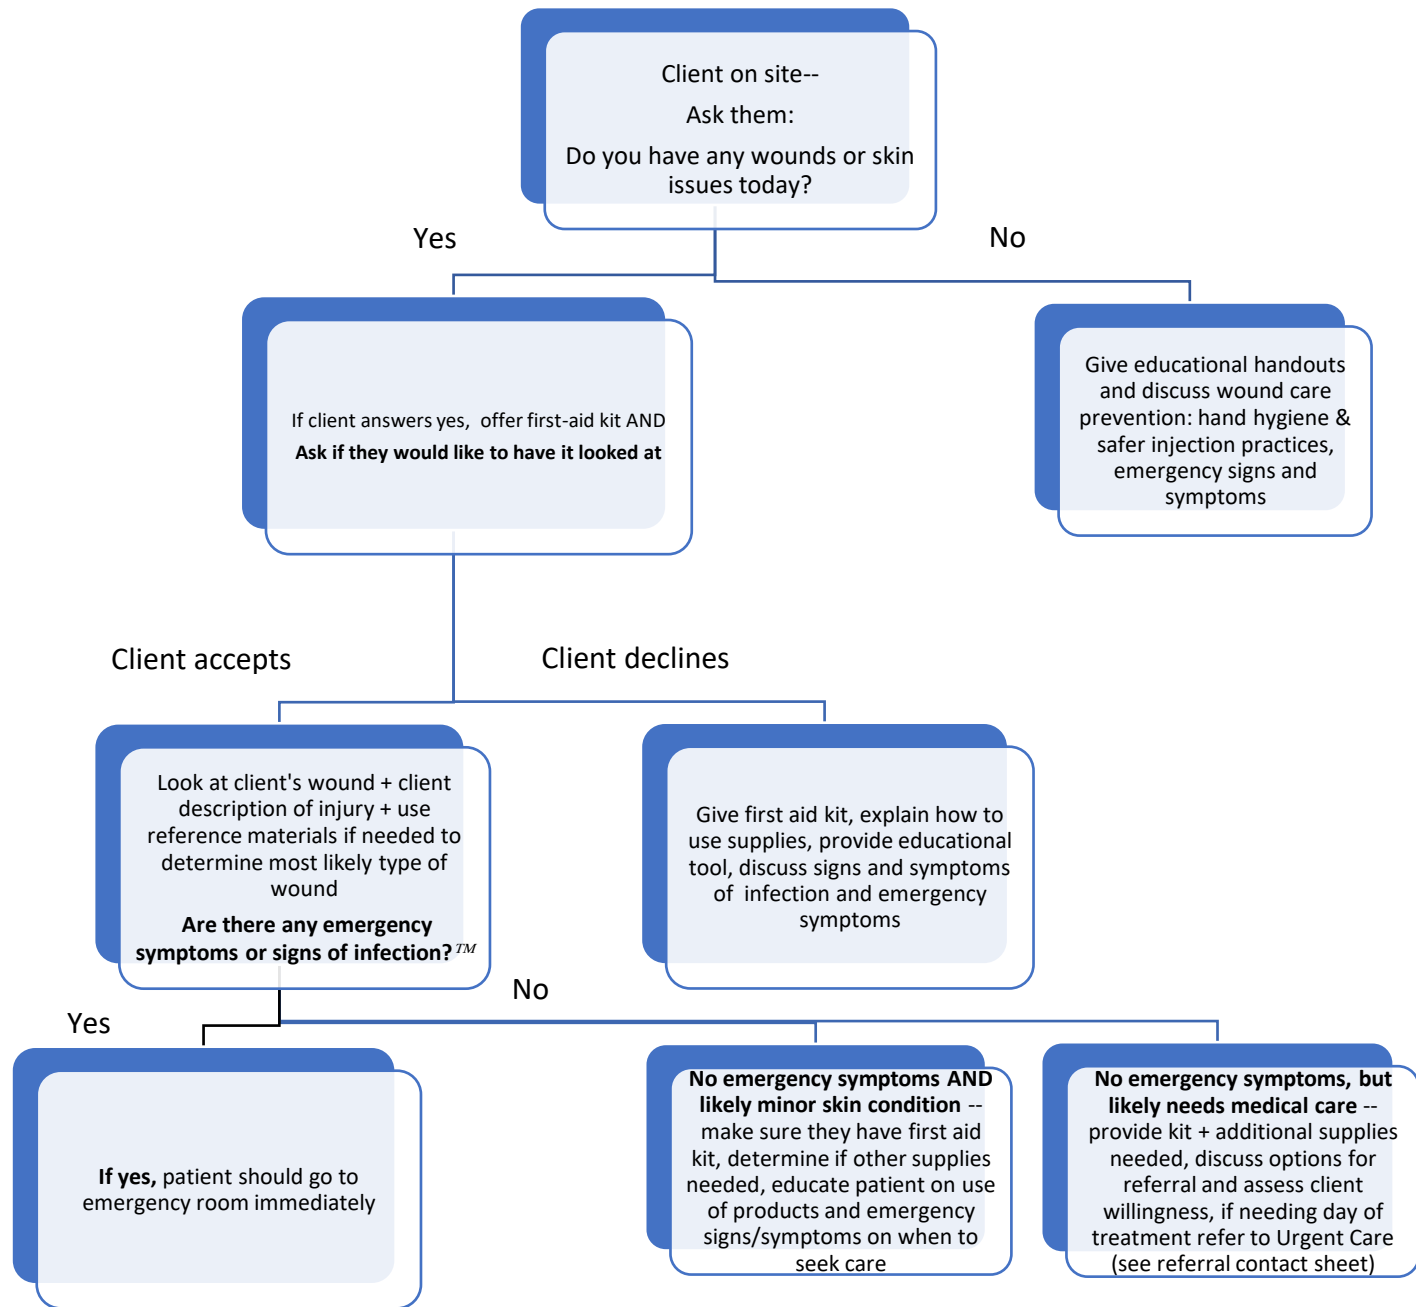 Client on site--
Ask them:
Do you have any wounds or skin
issues today?
Yes
No
If client answers yes,  offer first-aid kit AND
Ask if they would like to have it looked at
Give educational handouts
and discuss wound care
prevention: hand hygiene &
safer injection practices,
emergency signs and
symptoms
Client accepts
Client declines
Look at client's wound + client
description of injury + use
reference materials if needed to
determine most likely type of
wound
Are there any emergency
symptoms or signs of infection?™
Give first aid kit, explain how to
use supplies, provide educational
tool, discuss signs and symptoms
of  infection and emergency
symptoms
Yes
No
If yes, patient should go to
emergency room immediately
No emergency symptoms AND
likely minor skin condition --
make sure they have first aid
kit, determine if other supplies
needed, educate patient on use
of products and emergency
signs/symptoms on when to
seek care
No emergency symptoms, but
likely needs medical care --
provide kit + additional supplies
needed, discuss options for
referral and assess client
willingness, if needing day of
treatment refer to Urgent Care
(see referral contact sheet)